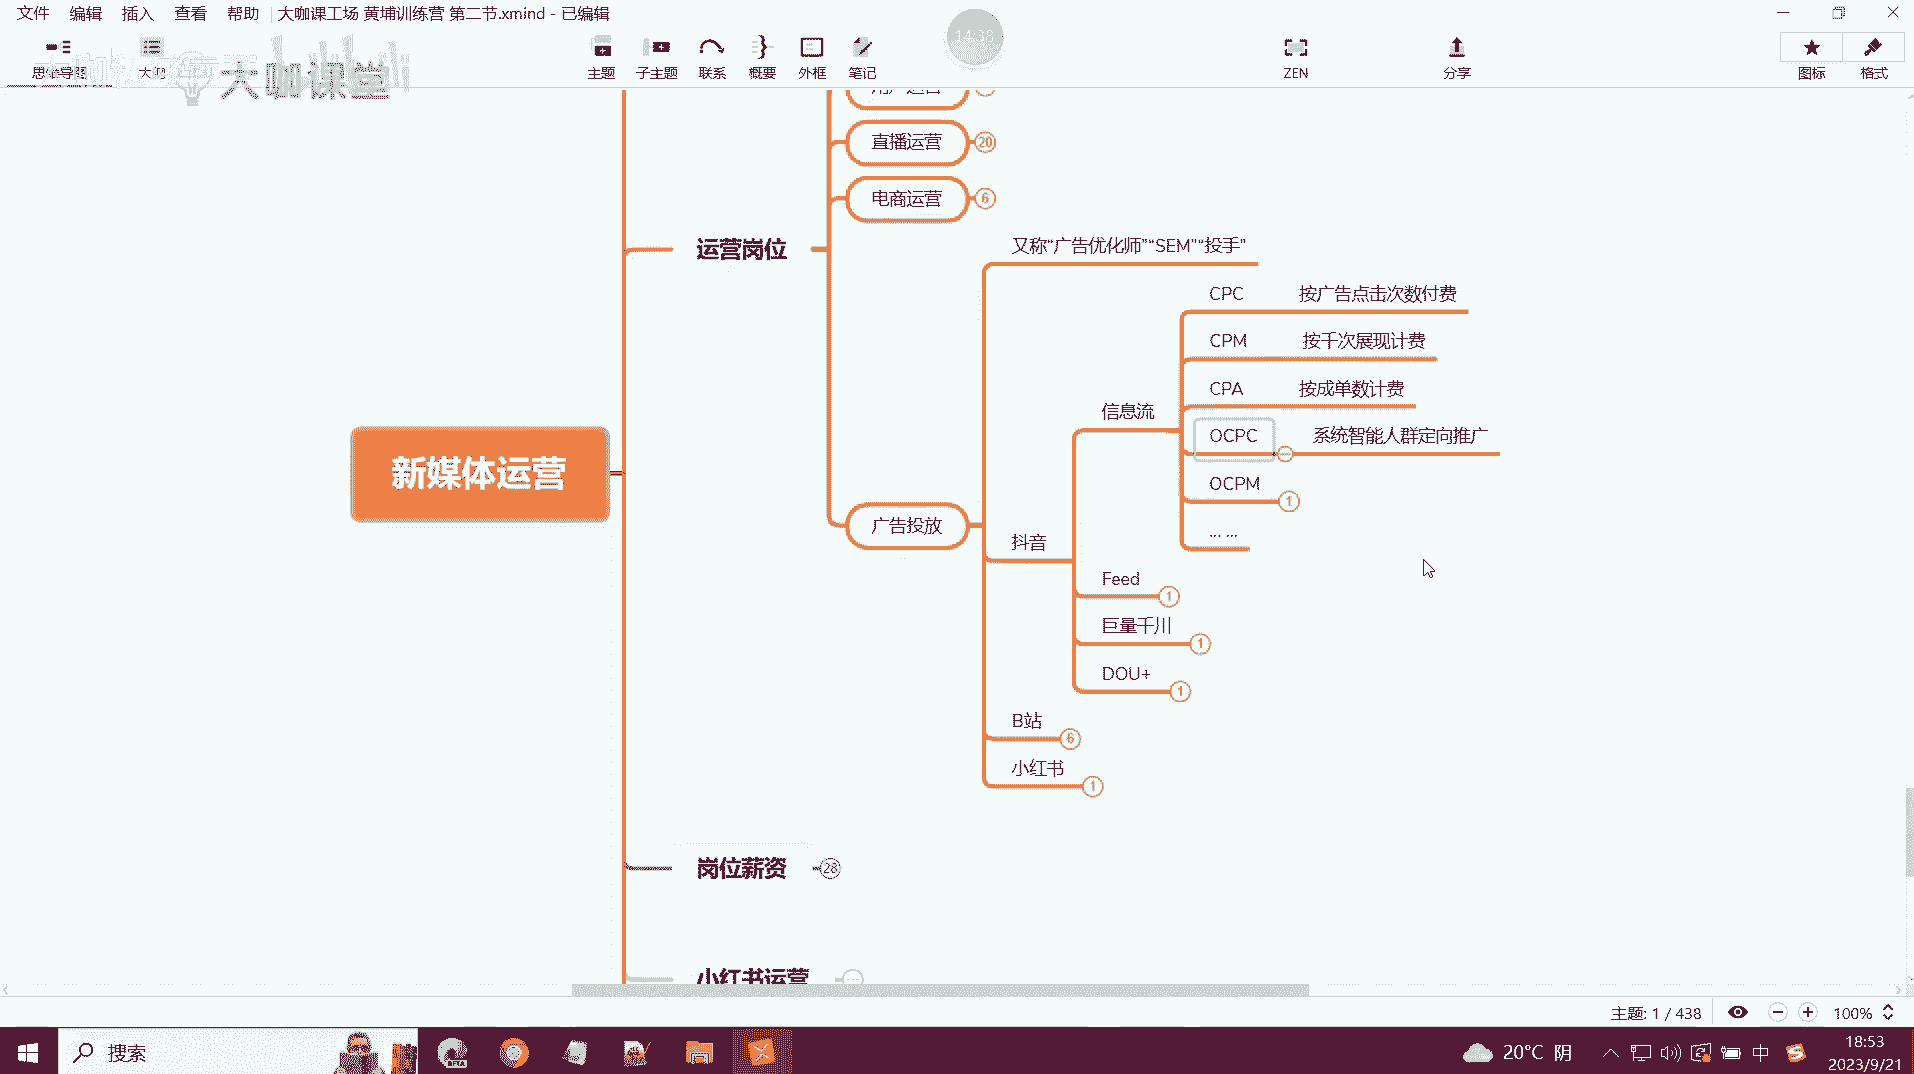 文件 编辑 插入 查看 帮助 大咖课工场 黄埔训练营 第二节.xmind - 已编辑
14:38
思维导图 大纲 主题 子主题 联系 概要 外框 笔记 ZEN 分享 图标 格式
大咖课堂
用户运营
直播运营 20
电商运营 6
运营岗位
又称“广告优化师”“SEM”“投手”
CPC 按广告点击次数付费
CPM 按千次展现计费
CPA 按成单数计费
信息流
OCPC 系统智能人群定向推广
新媒体运营
OCPM 1
广告投放
... ...
抖音
Feed 1
巨量千川 1
DOU+ 1
B站 6
小红书 1
岗位薪资 28
小红书运营
主题: 1 / 438 100%
搜索 20°C 阴 中 18:53
2023/9/21